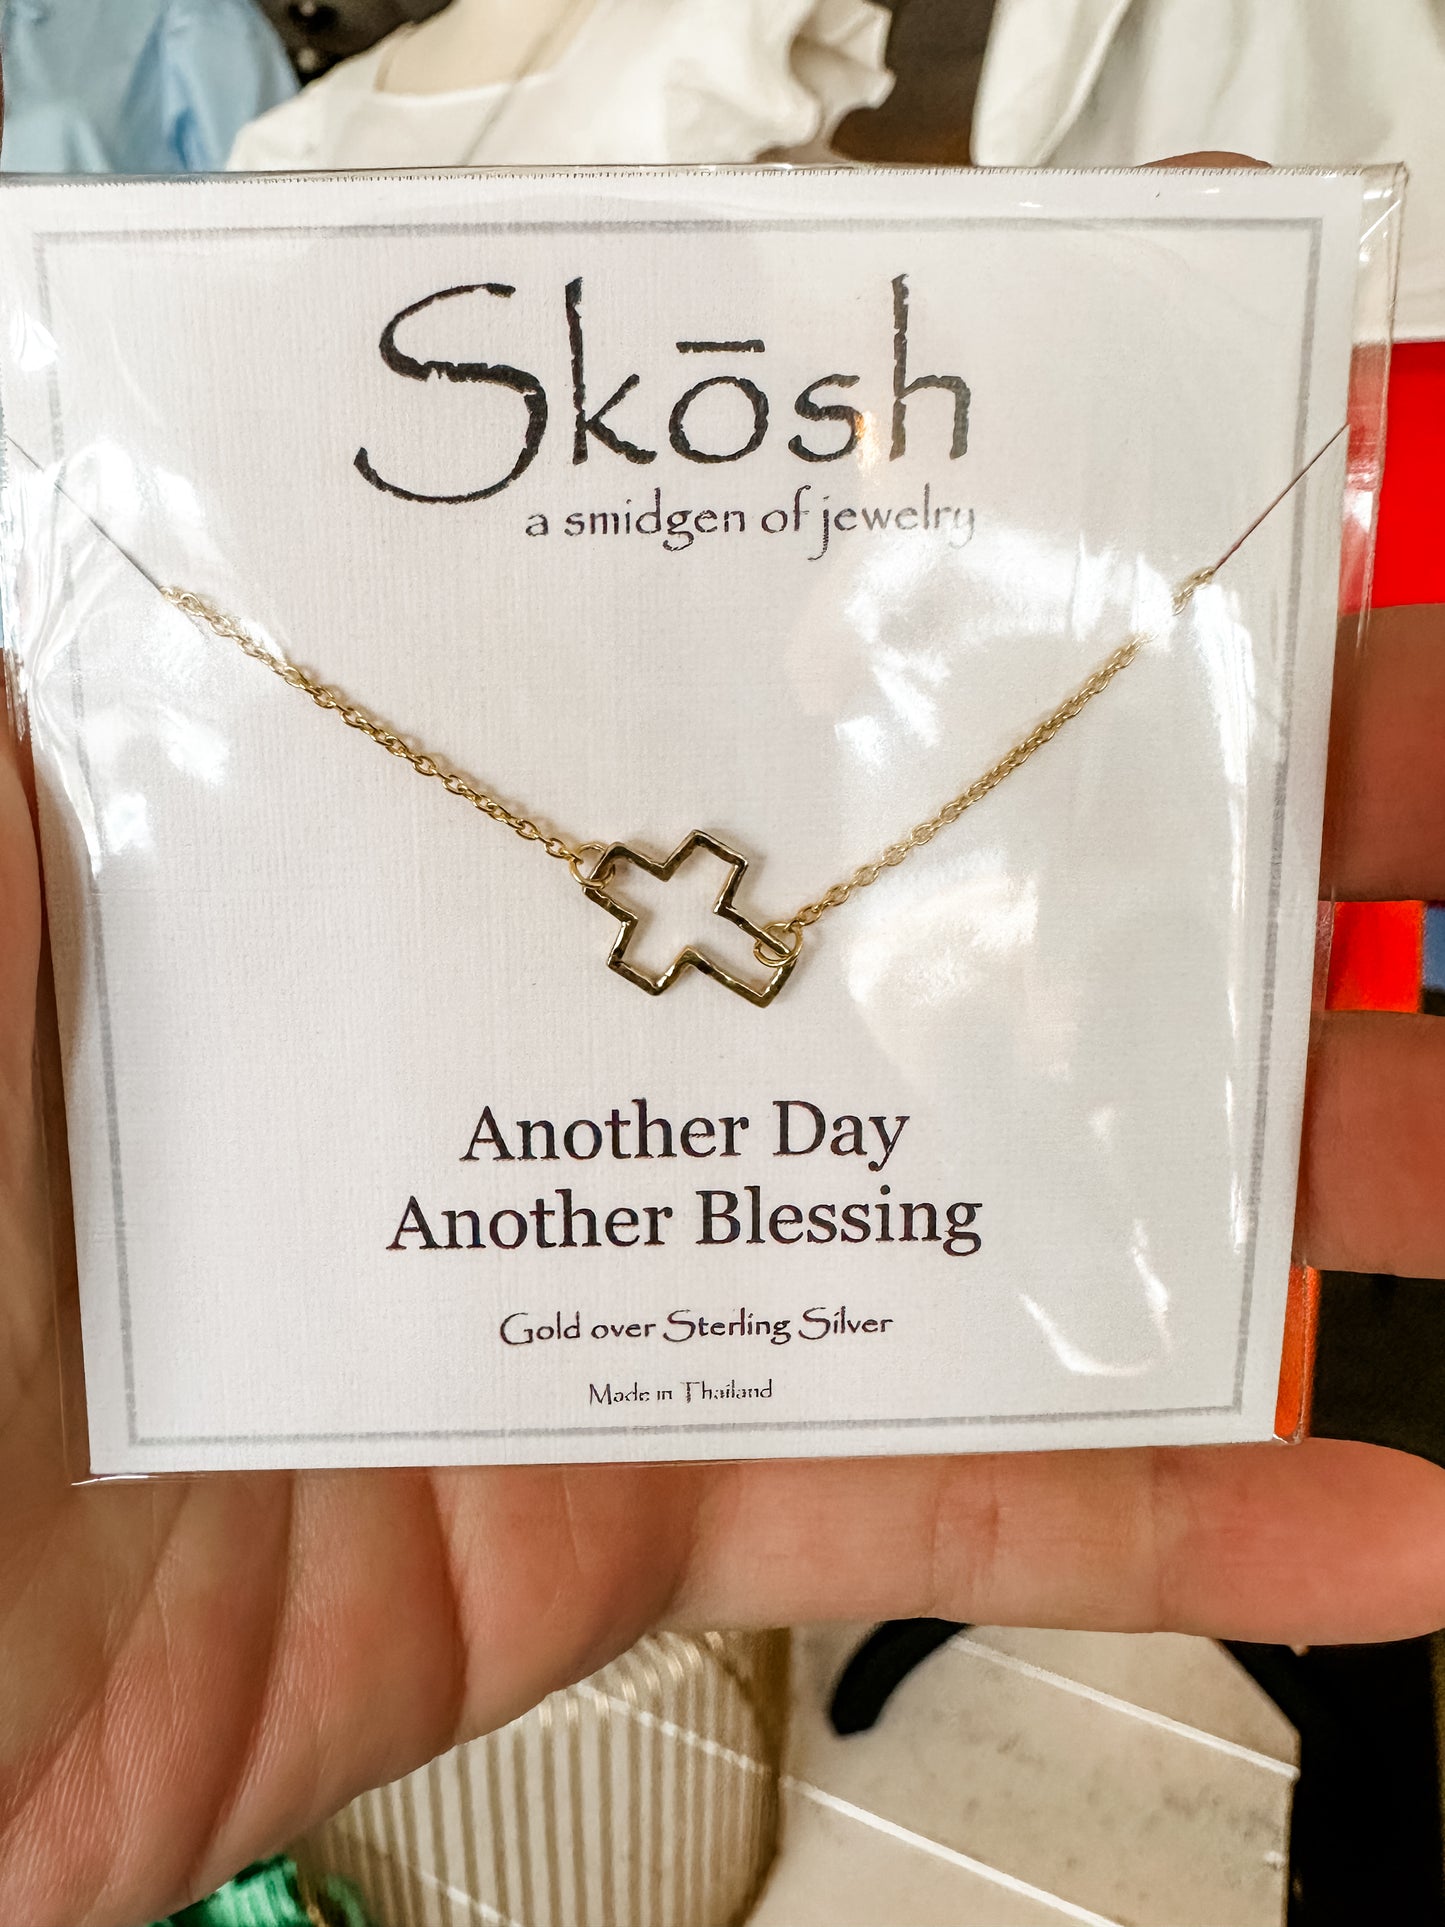 Skōsh
a smidgen of jewelry
Another Day
Another Blessing
Gold over Sterling Silver
Made in Thailand